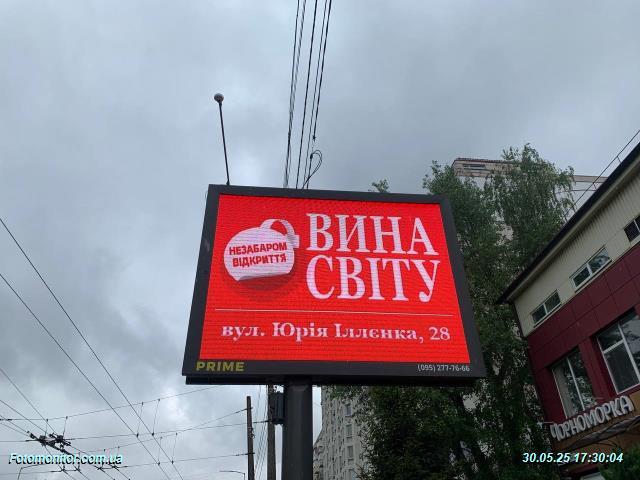 НЕЗАБАРОМ
ВІДКРИТТЯ
ВИНА
СВІТУ
вул. Юрія Іллєнка, 28
PRIME
(095) 277-76-66
ЧОРНОМОРКА
Fotomonitor.com.ua
30.05.25 17:30:04